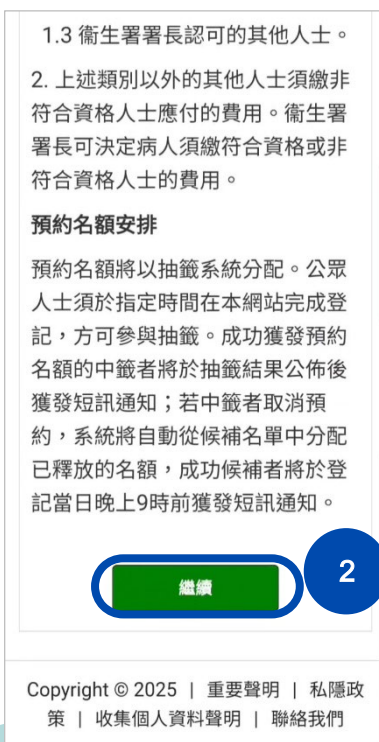 1.3 衞生署署長認可的其他人士。
2. 上述類別以外的其他人士須繳非
符合資格人士應付的費用。衞生署
署長可決定病人須繳符合資格或非
符合資格人士的費用。
預約名額安排
預約名額將以抽籤系統分配。公眾
人士須於指定時間在本網站完成登
記，方可參與抽籤。成功獲發預約
名額的中籤者將於抽籤結果公佈後
獲發短訊通知；若中籤者取消預
約，系統將自動從候補名單中分配
已釋放的名額，成功候補者將於登
記當日晚上9時前獲發短訊通知。
繼續
2
Copyright © 2025 | 重要聲明 | 私隱政
策 | 收集個人資料聲明 | 聯絡我們